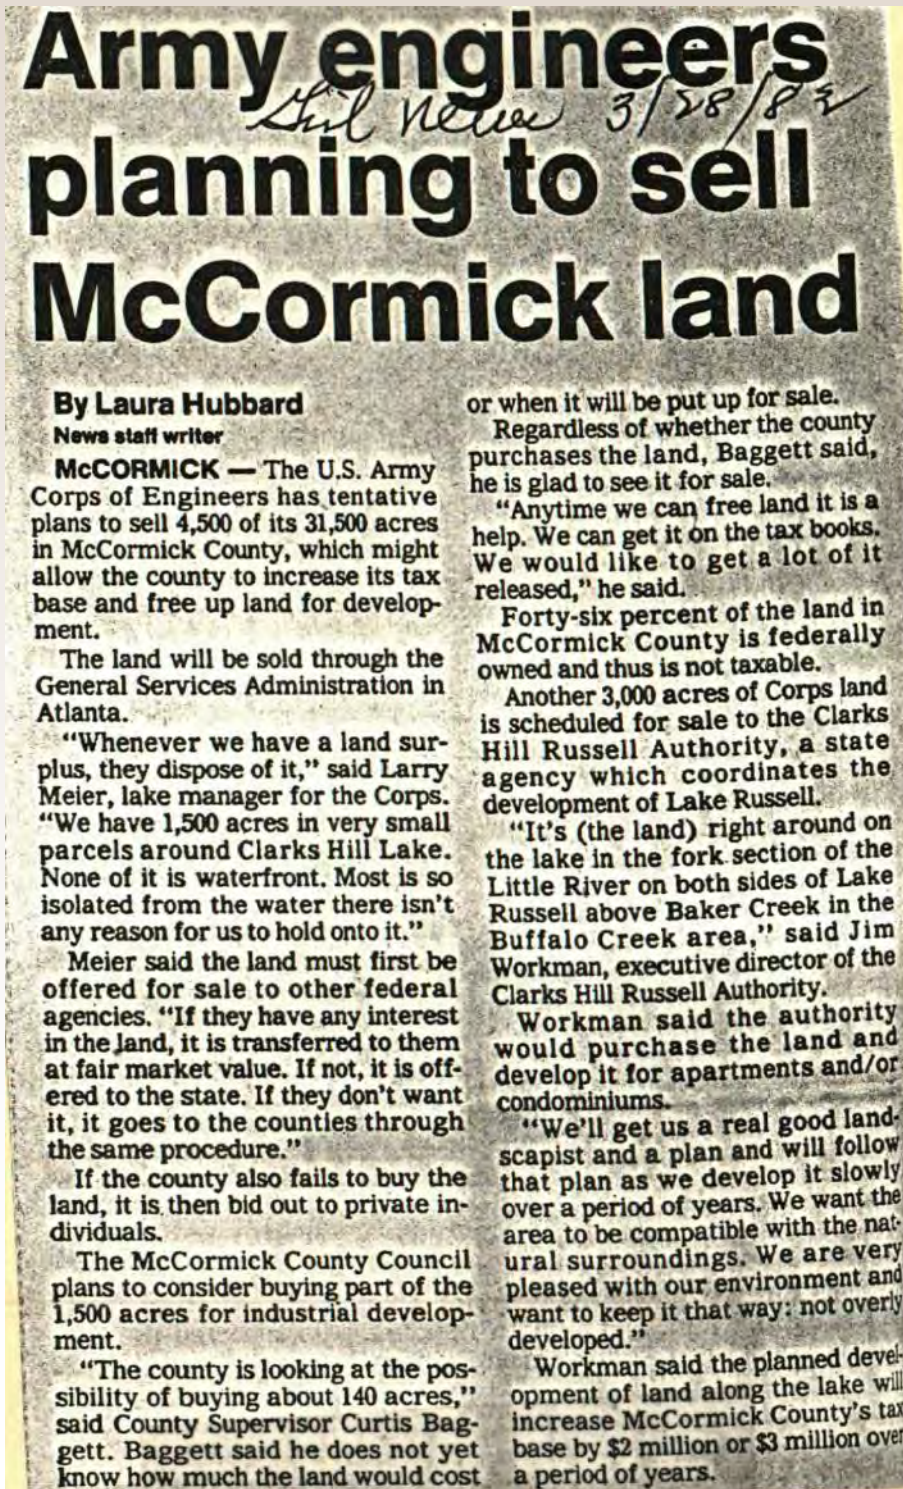 Army engineers
News 3/28/82
planning to sell
McCormick land
By Laura Hubbard
News staff writer
McCORMICK — The U.S. Army
Corps of Engineers has tentative
plans to sell 4,500 of its 31,500 acres
in McCormick County, which might
allow the county to increase its tax
base and free up land for develop-
ment.
The land will be sold through the
General Services Administration in
Atlanta.
"Whenever we have a land sur-
plus, they dispose of it," said Larry
Meier, lake manager for the Corps.
"We have 1,500 acres in very small
parcels around Clarks Hill Lake.
None of it is waterfront. Most is so
isolated from the water there isn't
any reason for us to hold onto it."
Meier said the land must first be
offered for sale to other federal
agencies. "If they have any interest
in the land, it is transferred to them
at fair market value. If not, it is off-
ered to the state. If they don't want
it, it goes to the counties through
the same procedure."
If the county also fails to buy the
land, it is then bid out to private in-
dividuals.
The McCormick County Council
plans to consider buying part of the
1,500 acres for industrial develop-
ment.
"The county is looking at the pos-
sibility of buying about 140 acres,"
said County Supervisor Curtis Bag-
gett. Baggett said he does not yet
know how much the land would cost
or when it will be put up for sale.
Regardless of whether the county
purchases the land, Baggett said,
he is glad to see it for sale.
"Anytime we can free land it is a
help. We can get it on the tax books.
We would like to get a lot of it
released," he said.
Forty-six percent of the land in
McCormick County is federally
owned and thus is not taxable.
Another 3,000 acres of Corps land
is scheduled for sale to the Clarks
Hill Russell Authority, a state
agency which coordinates the
development of Lake Russell.
"It's (the land) right around on
the lake in the fork section of the
Little River on both sides of Lake
Russell above Baker Creek in the
Buffalo Creek area," said Jim
Workman, executive director of the
Clarks Hill Russell Authority.
Workman said the authority
would purchase the land and
develop it for apartments and/or
condominiums.
"We'll get us a real good land-
scapist and a plan and will follow
that plan as we develop it slowly
over a period of years. We want the
area to be compatible with the nat-
ural surroundings. We are very
pleased with our environment and
want to keep it that way: not overly
developed."
Workman said the planned devel-
opment of land along the lake will
increase McCormick County's tax
base by $2 million or $3 million over
a period of years.